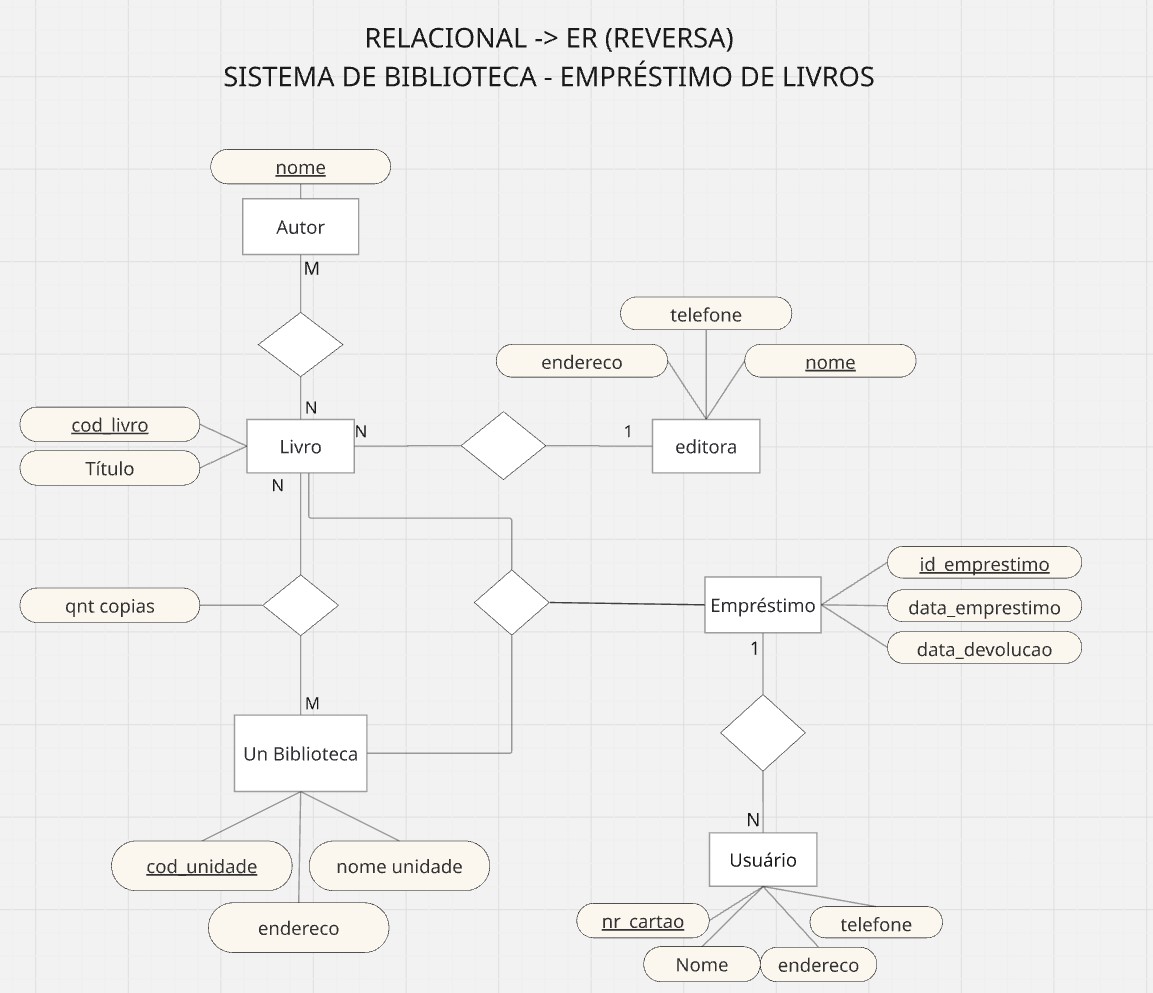 RELACIONAL -> ER (REVERSA)
SISTEMA DE BIBLIOTECA - EMPRÉSTIMO DE LIVROS
nome
Autor
M
telefone
endereco
nome
N
cod_livro
Livro
N
1
editora
Título
N
id_emprestimo
qnt copias
Empréstimo
data_emprestimo
1
data_devolucao
M
Un Biblioteca
N
Usuário
cod_unidade
nome unidade
nr_cartao
telefone
endereco
Nome
endereco